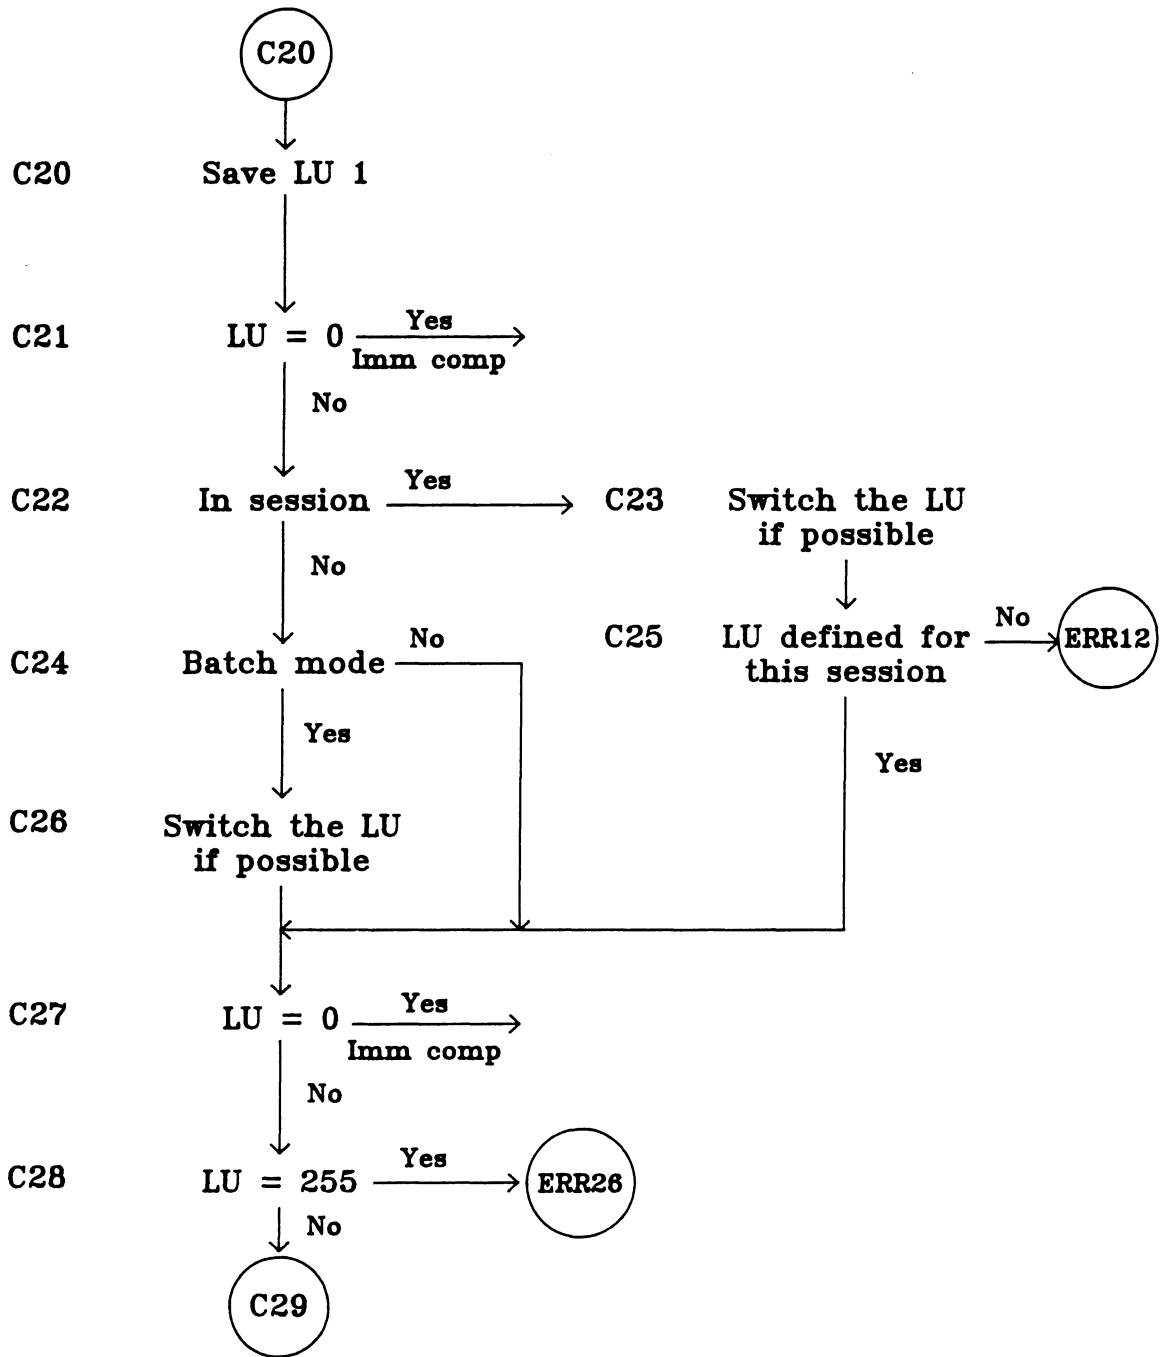 C20
C20 Save LU 1
C21 LU = 0 Yes
Imm comp
No
C22 In session Yes C23 Switch the LU
if possible
No
C24 Batch mode No C25 LU defined for No ERR12
this session
Yes
Yes
C26 Switch the LU
if possible
C27 LU = 0 Yes
Imm comp
No
C28 LU = 255 Yes ERR26
No
C29